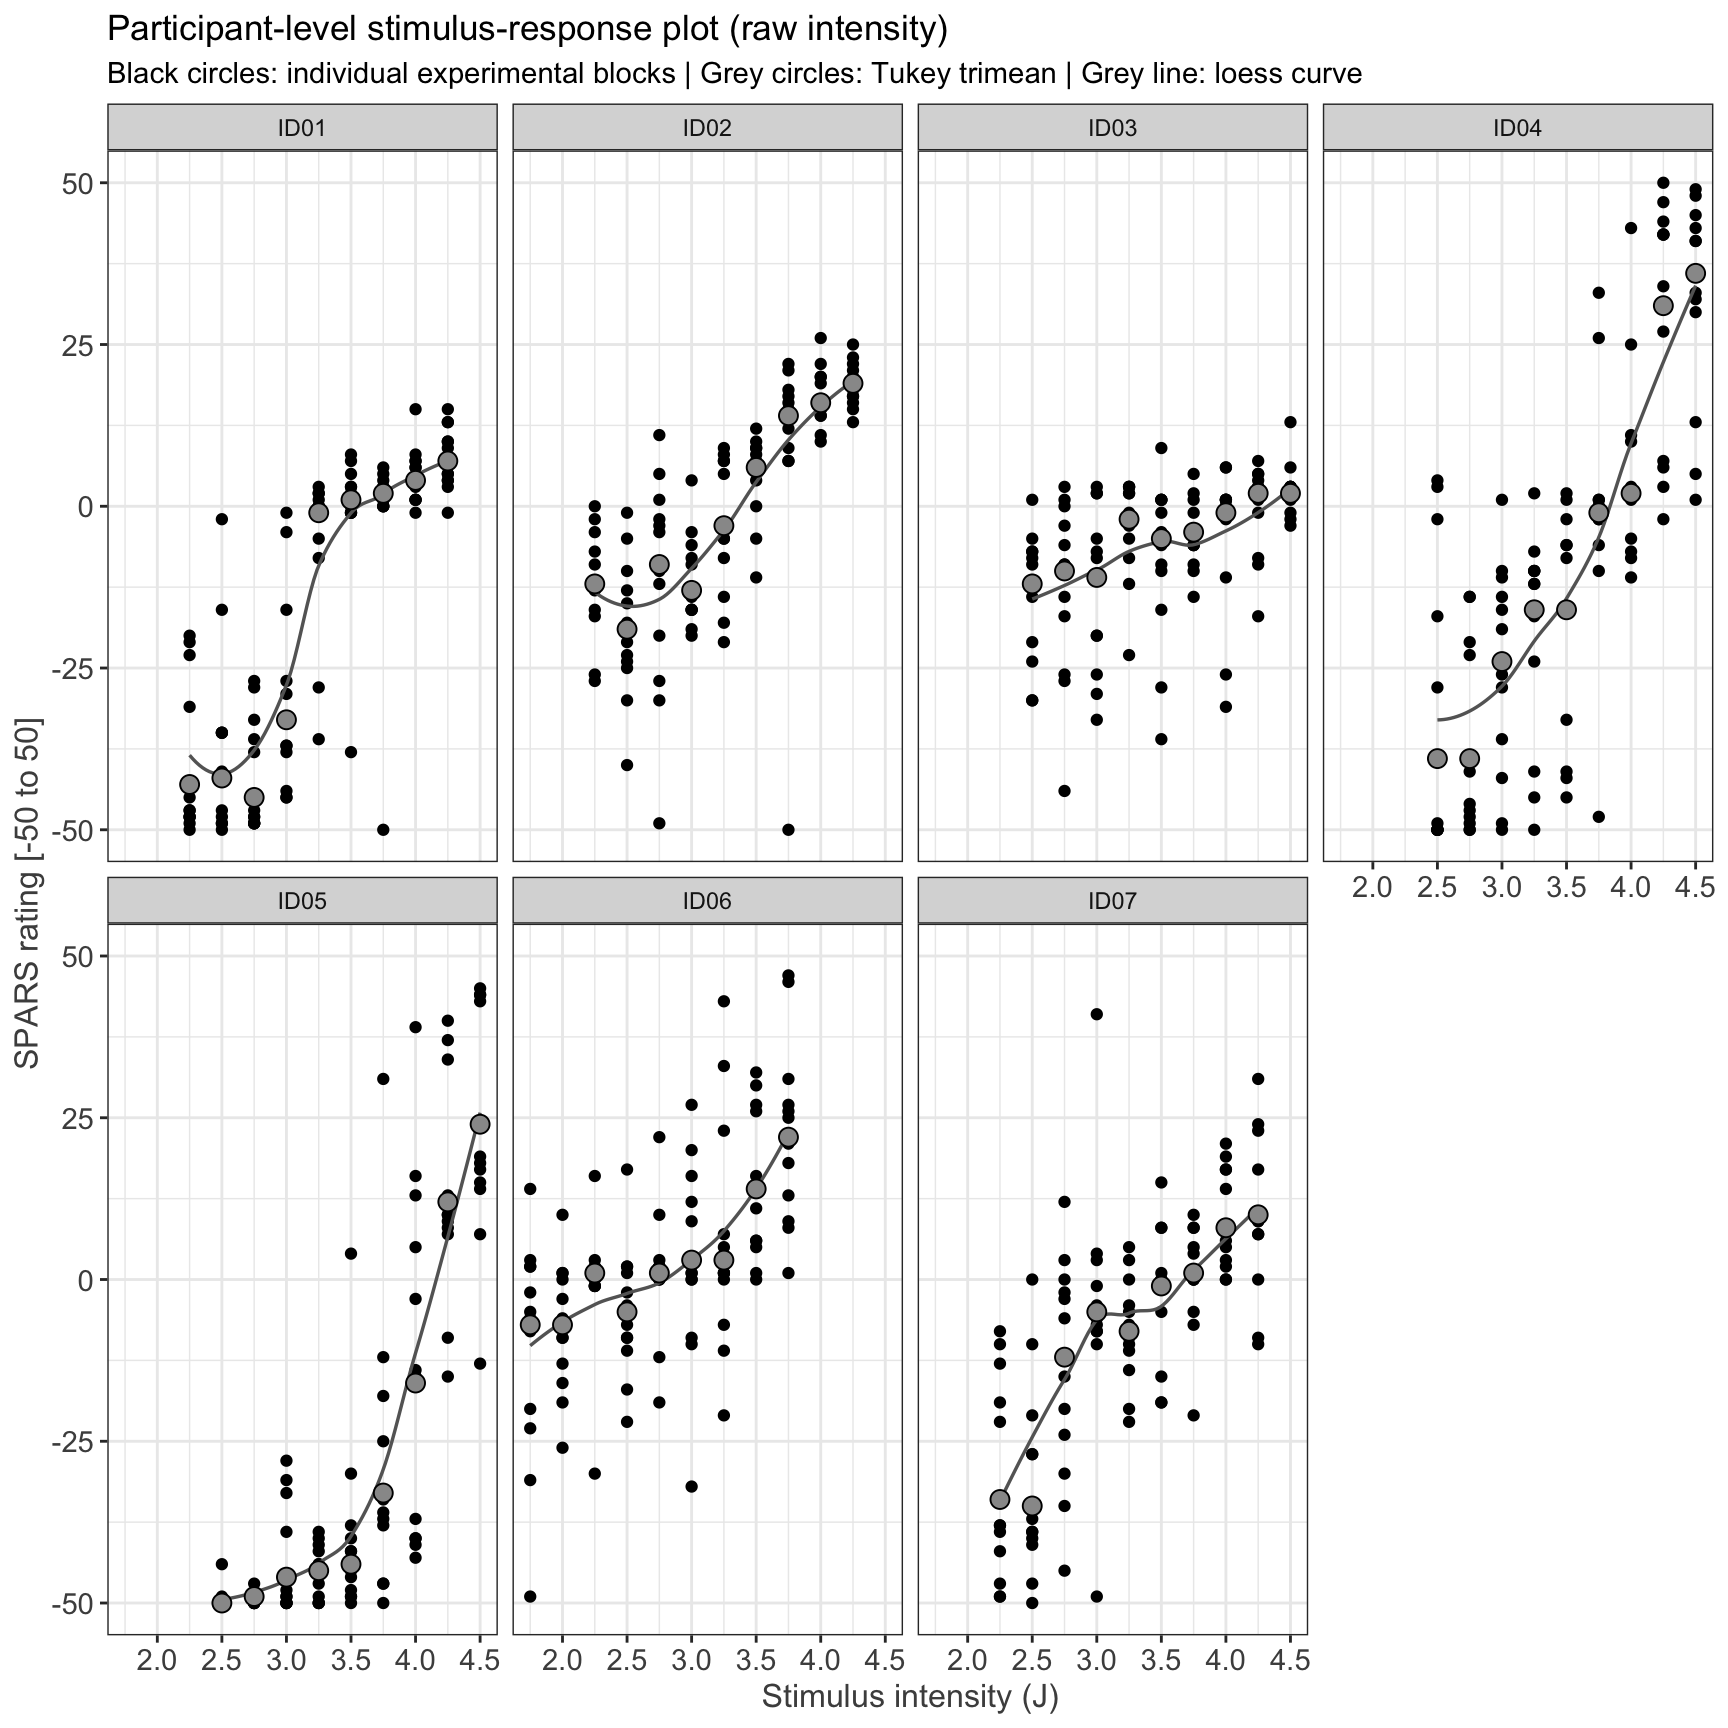 Participant-level stimulus-response plot (raw intensity)
Black circles: individual experimental blocks | Grey circles: Tukey trimean | Grey line: loess curve
ID01 ID02 ID03 ID04
50
25
0
-25
-50
2.0 2.5 3.0 3.5 4.0 4.5
SPARS rating [-50 to 50]
ID05 ID06 ID07
50
25
0
-25
-50
2.0 2.5 3.0 3.5 4.0 4.5 2.0 2.5 3.0 3.5 4.0 4.5 2.0 2.5 3.0 3.5 4.0 4.5
Stimulus intensity (J)